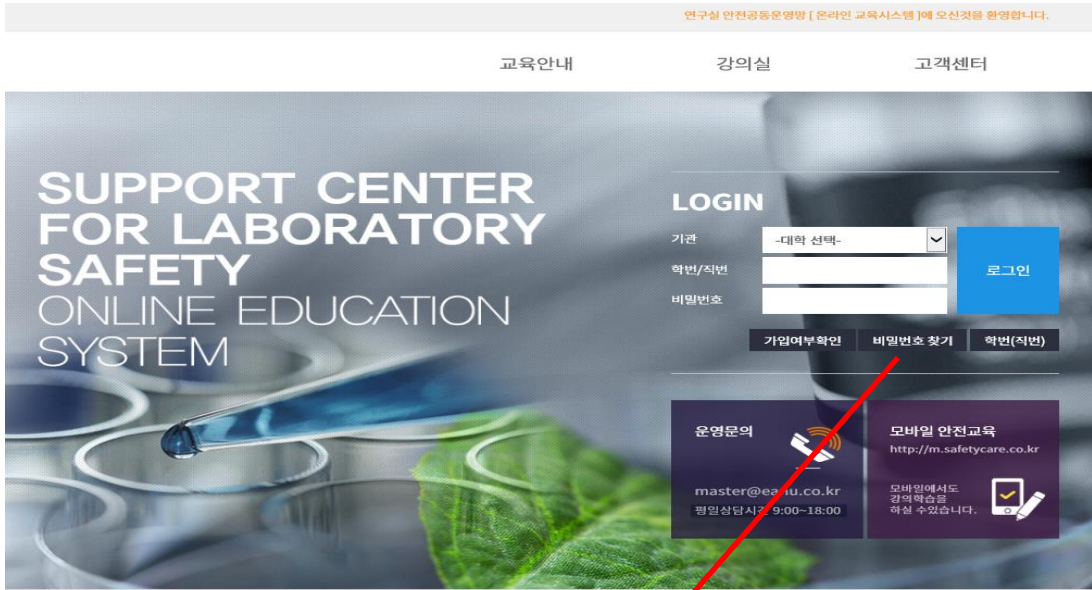 연구실 안전공동운영망 [ 온라인 교육시스템 ]에 오신것을 환영합니다.
교육안내 강의실 고객센터
SUPPORT CENTER
FOR LABORATORY
SAFETY
ONLINE EDUCATION
SYSTEM
LOGIN
기관 -대학 선택-
학번/직번
비밀번호
로그인
가입여부확인 비밀번호 찾기 학번(직번)
운영문의
평일상담시간 9:00~18:00
모바일 안전교육
http://m.safetycare.co.kr
모바일에서도
강의학습을
하실 수있습니다.